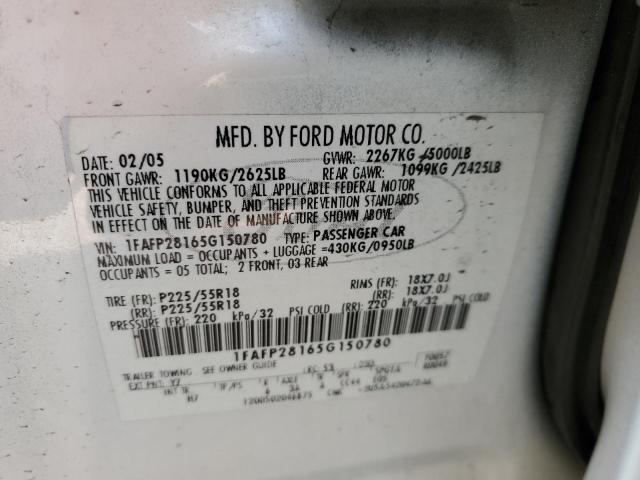 MFD. BY FORD MOTOR CO.
DATE: 02/05 GVWR: 2267KG /5000LB
FRONT GAWR: 1190KG/2625LB REAR GAWR: 1099KG /2425LB
THIS VEHICLE CONFORMS TO ALL APPLICABLE FEDERAL MOTOR
VEHICLE SAFETY, BUMPER, AND THEFT PREVENTION STANDARDS
IN EFFECT ON THE DATE OF MANUFACTURE SHOWN ABOVE.
VIN: 1FAFP28165G150780 TYPE: PASSENGER CAR
MAXIMUM LOAD = OCCUPANTS + LUGGAGE =430KG/0950LB
OCCUPANTS = 05 TOTAL; 2 FRONT, 03 REAR
TIRE (FR): P225/55R18 RIMS (FR): 18X7.0J
(RR): P225/55R18 (RR): 18X7.0J
PRESSURE (FR): 220 kPa/32 PSI COLD (RR): 220 kPa/32 PSI COLD
1FAFP28165G150780
TRAILER TOWING - SEE OWNER GUIDE
EXT PNT: YZ